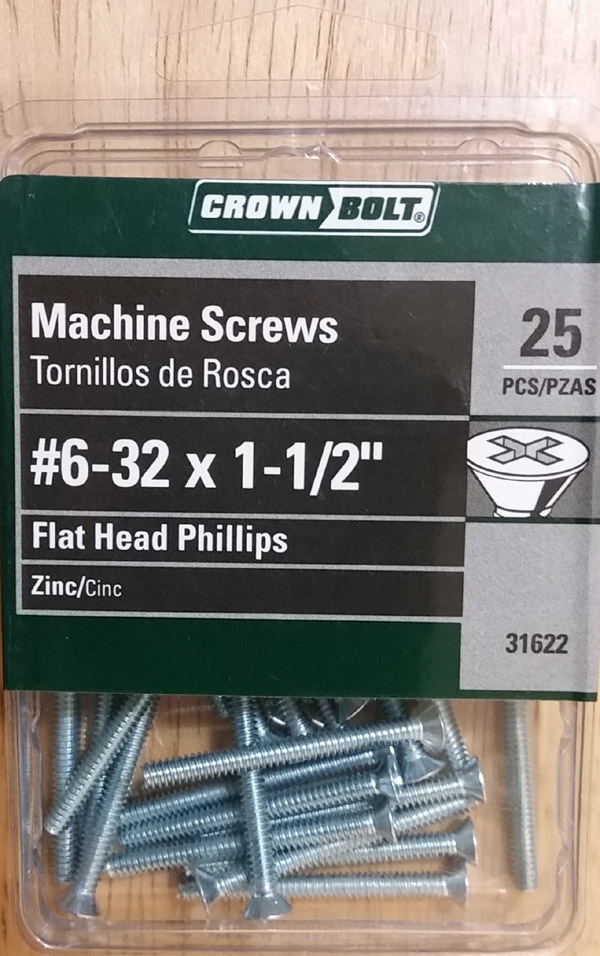 CROWN BOLT®
Machine Screws
Tornillos de Rosca
25
PCS/PZAS
#6-32 x 1-1/2"
Flat Head Phillips
Zinc/Cinc
31622